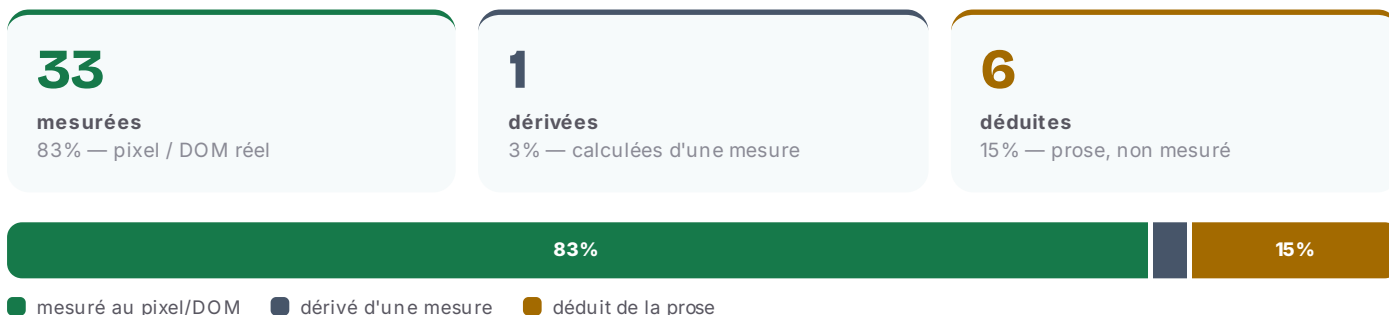 33
mesurées
83% — pixel / DOM réel
1
dérivées
3% — calculées d'une mesure
6
déduites
15% — prose, non mesuré
83%
15%
mesuré au pixel/DOM
dérivé d'une mesure
déduit de la prose